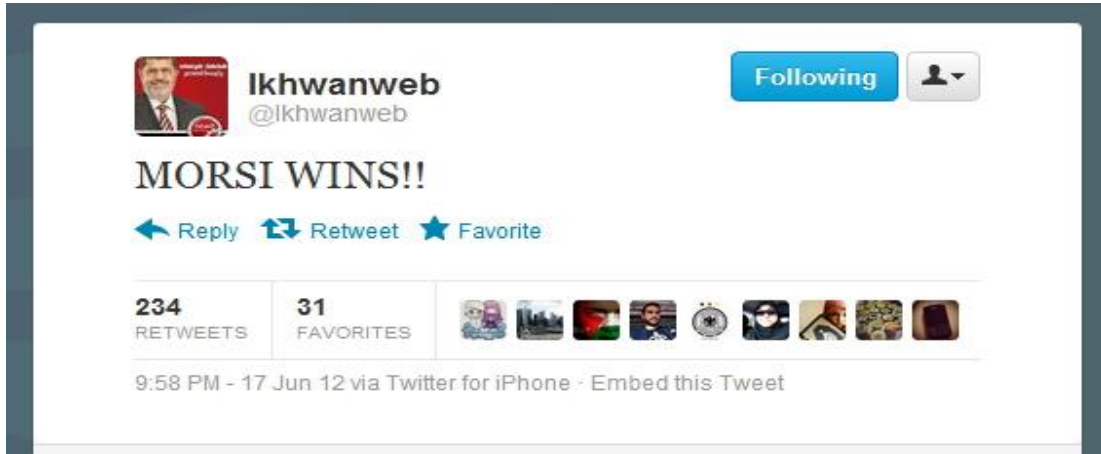 Ikhwanweb
@Ikhwanweb
Following
MORSI WINS!!
Reply Retweet Favorite
234
RETWEETS
31
FAVORITES
9:58 PM - 17 Jun 12 via Twitter for iPhone · Embed this Tweet